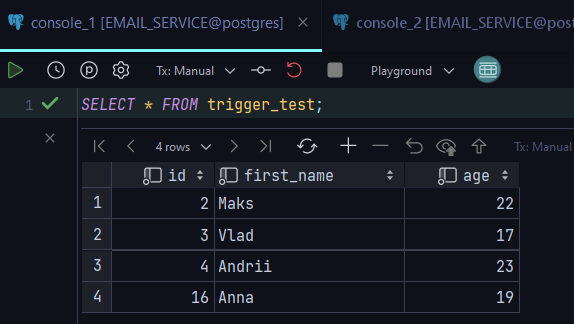 console_1 [EMAIL_SERVICE@postgres] console_2 [EMAIL_SERVICE@pos
Tx: Manual Playground
1 SELECT * FROM trigger_test;
4 rows Tx: Manual
id first_name age
1 2 Maks 22
2 3 Vlad 17
3 4 Andrii 23
4 16 Anna 19